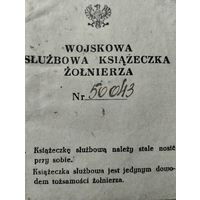 WOJSKOWA
SŁUŻBOWA KSIĄŻECZKA
ŻOŁNIERZA
Nr 50043
. Książeczkę służbową należy stale nosić
przy sobie.
Książeczka służbowa jest jedynym dowo-
dem tożsamości żołnierza.